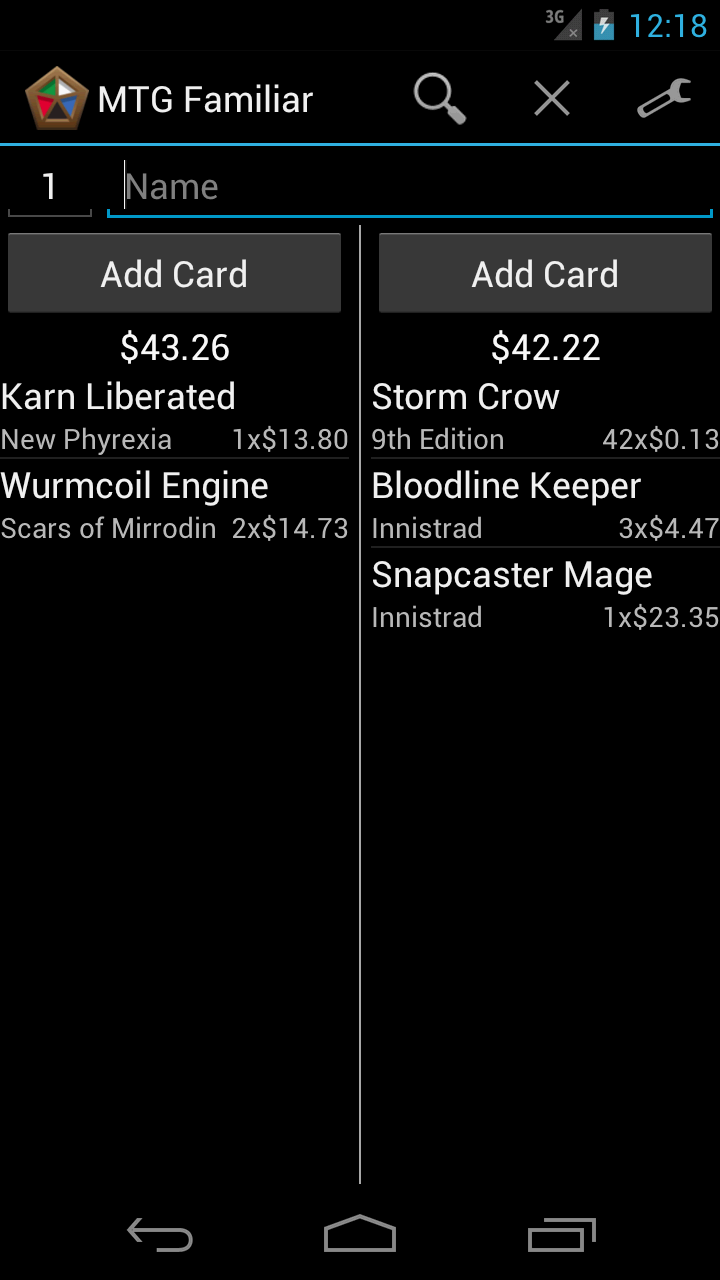 3G
12:18
MTG Familiar
1
Name
Add Card
$43.26
Karn Liberated
New Phyrexia 1x$13.80
Wurmcoil Engine
Scars of Mirrodin 2x$14.73
Add Card
$42.22
Storm Crow
9th Edition 42x$0.13
Bloodline Keeper
Innistrad 3x$4.47
Snapcaster Mage
Innistrad 1x$23.35